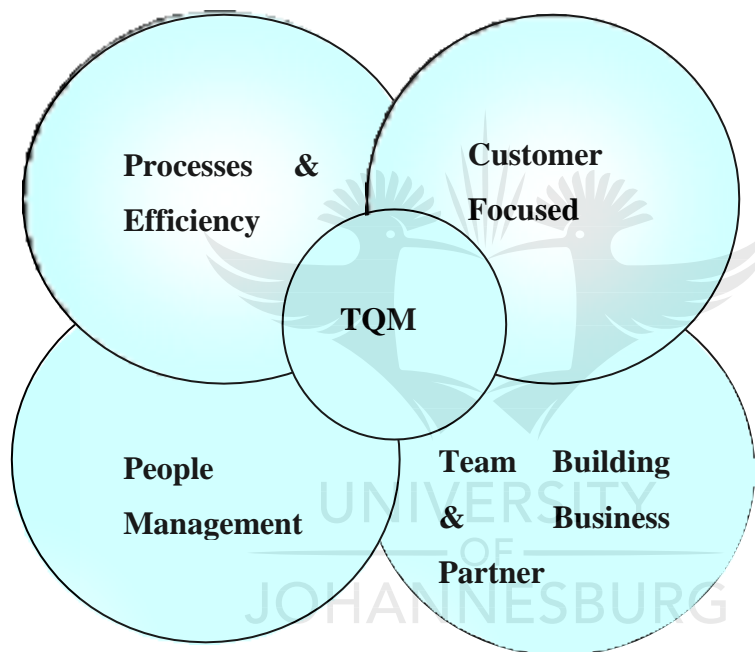 Processes &
Efficiency
Customer
Focused
TQM
People
Management
Team Building
& Business
Partner
UNIVERSITY
OF
JOHANNESBURG